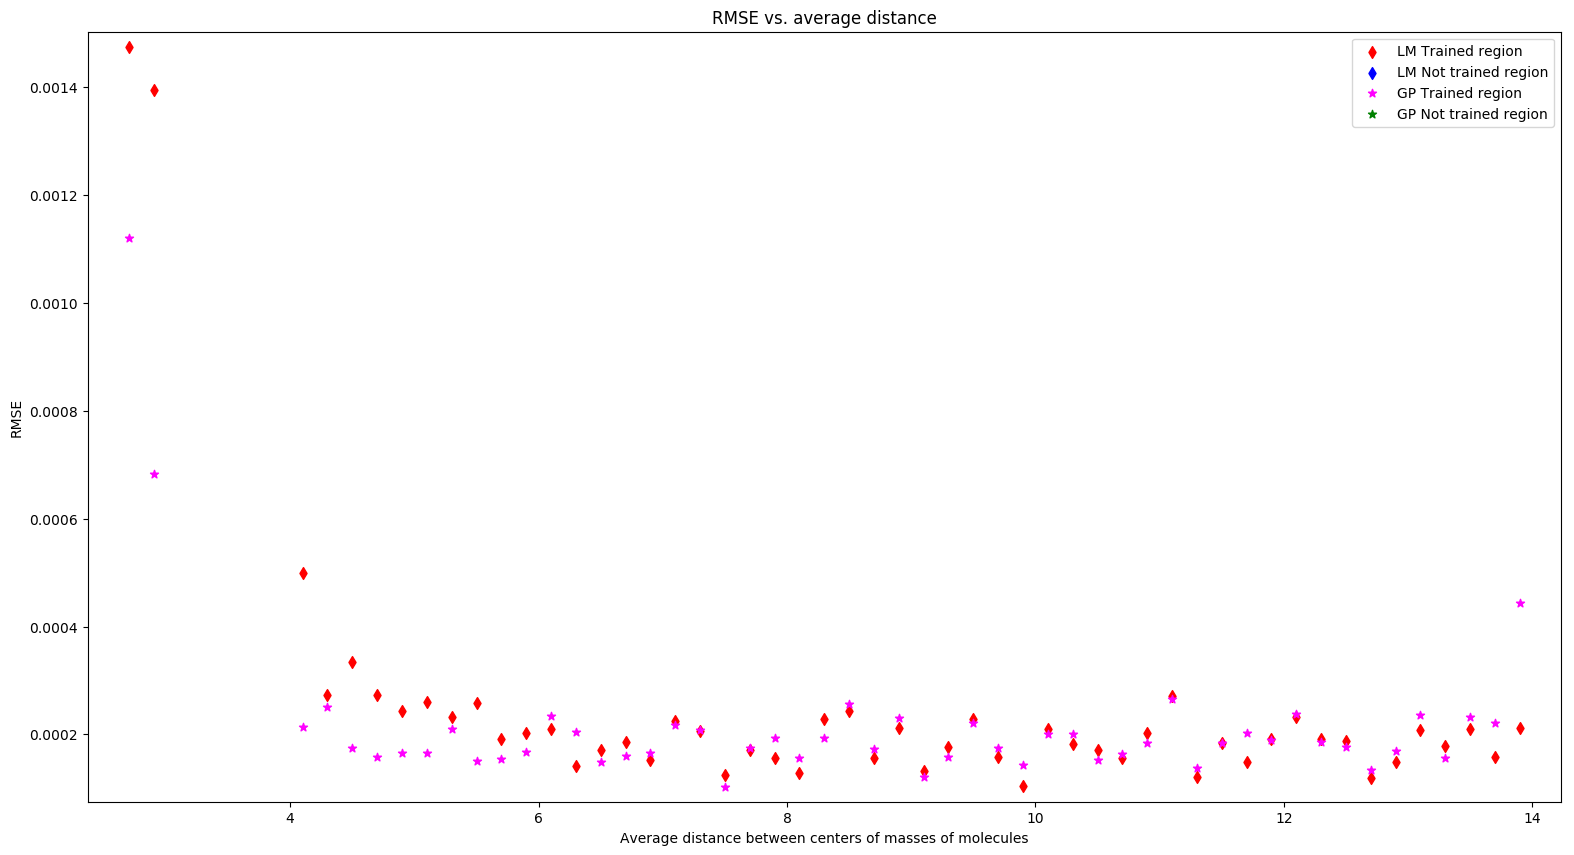 RMSE vs. average distance
LM Trained region
LM Not trained region
GP Trained region
GP Not trained region
0.0014
0.0012
0.0010
0.0008
0.0006
0.0004
0.0002
RMSE
4 6 8 10 12 14
Average distance between centers of masses of molecules